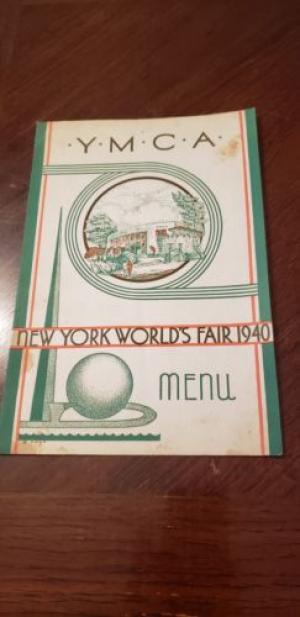 ·Y·M·C·A·
NEW YORK WORLD'S FAIR 1940
MENU